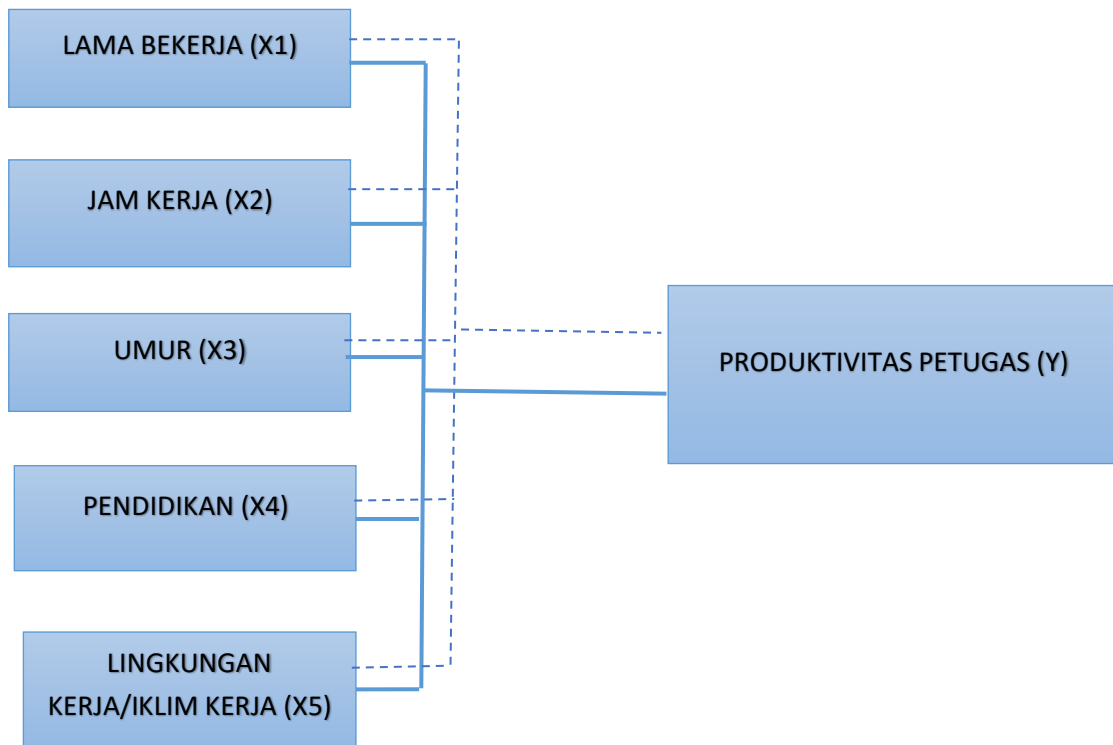 LAMA BEKERJA (X1)
JAM KERJA (X2)
UMUR (X3)
PRODUKTIVITAS PETUGAS (Y)
PENDIDIKAN (X4)
LINGKUNGAN
KERJA/IKLIM KERJA (X5)